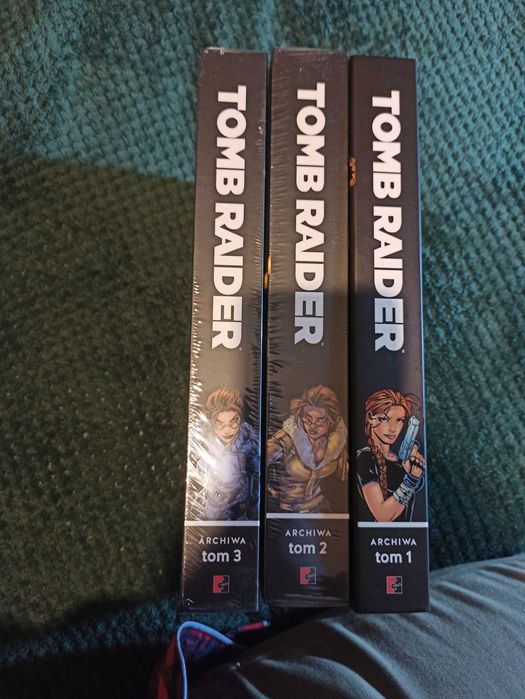 TOMB RAIDER
ARCHIWA
tom 3
TOMB RAIDER
ARCHIWA
tom 2
TOMB RAIDER
ARCHIWA
tom 1